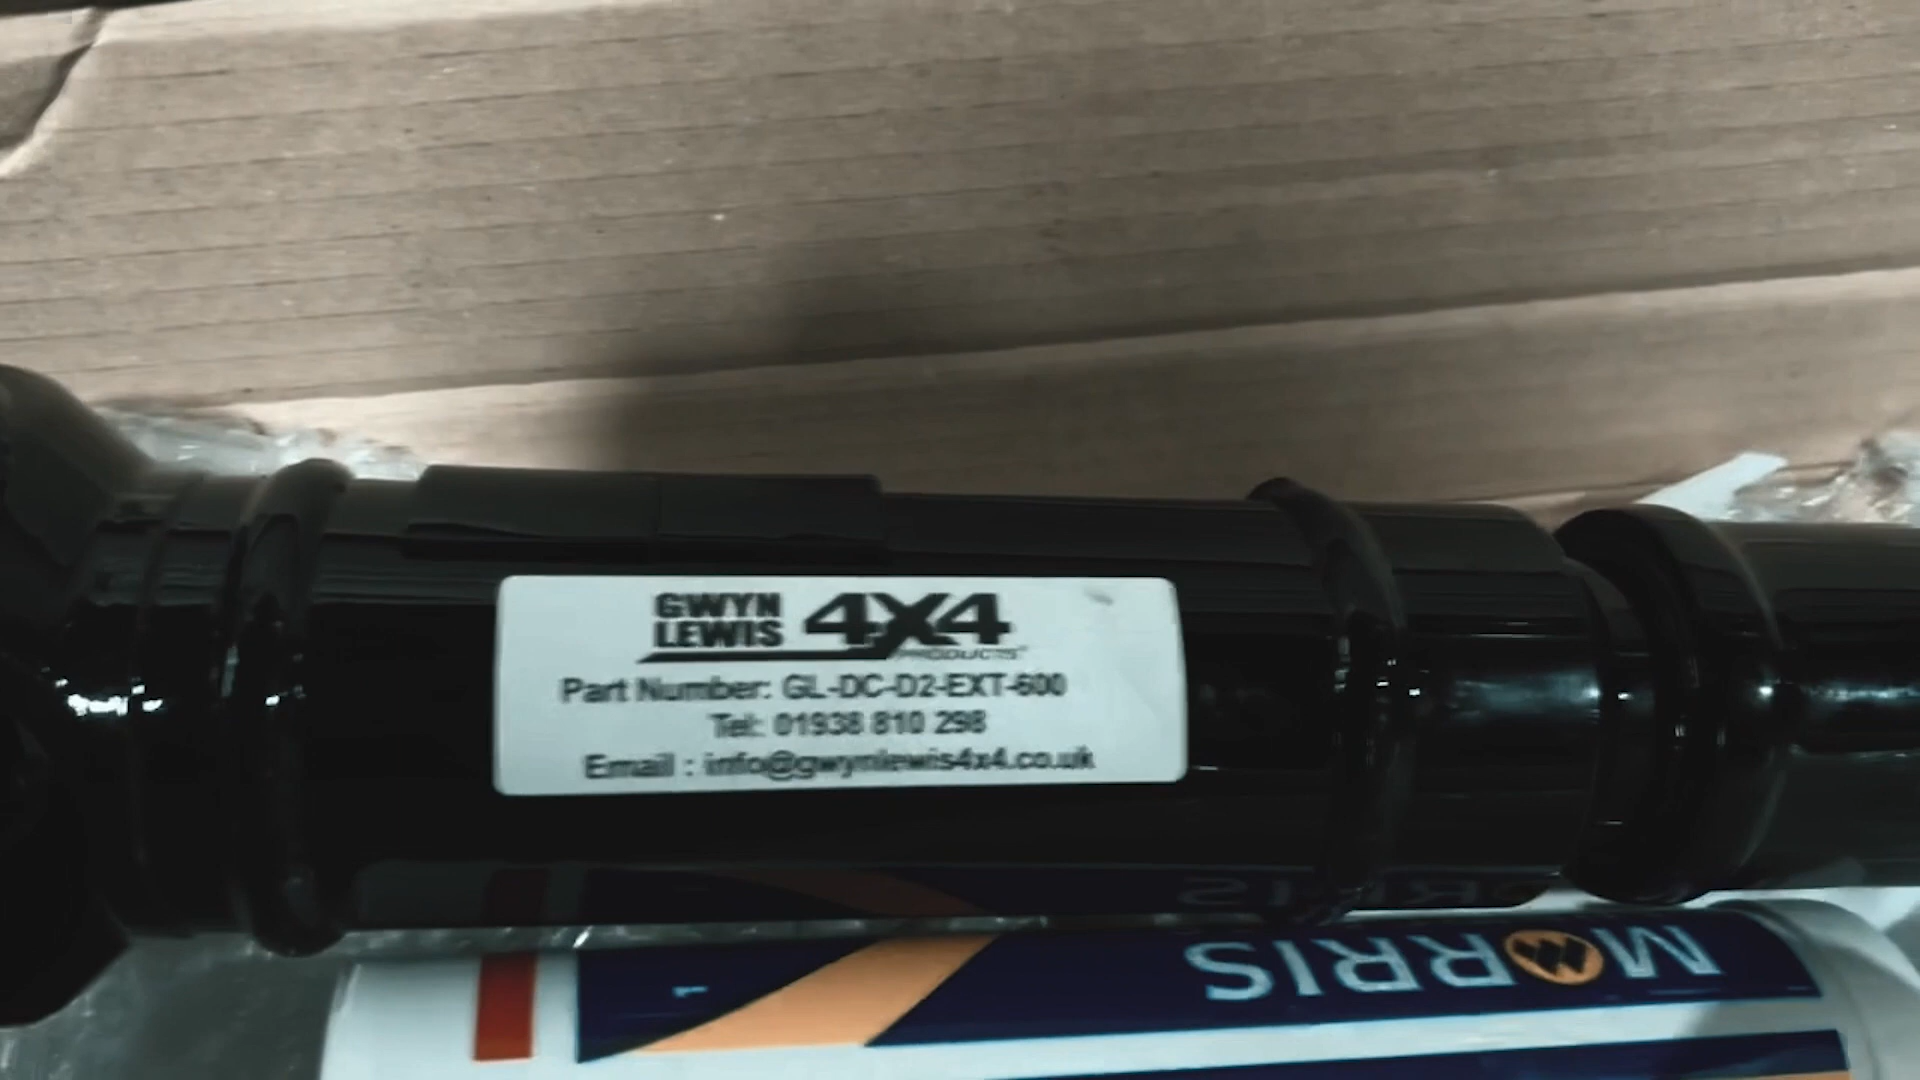 GWYN
LEWIS
4X4
PRODUCTS
Part Number: GL-DC-D2-EXT-600
Tel: 01938 810 298
Email : info@gwynlewis4x4.co.uk
MORRIS